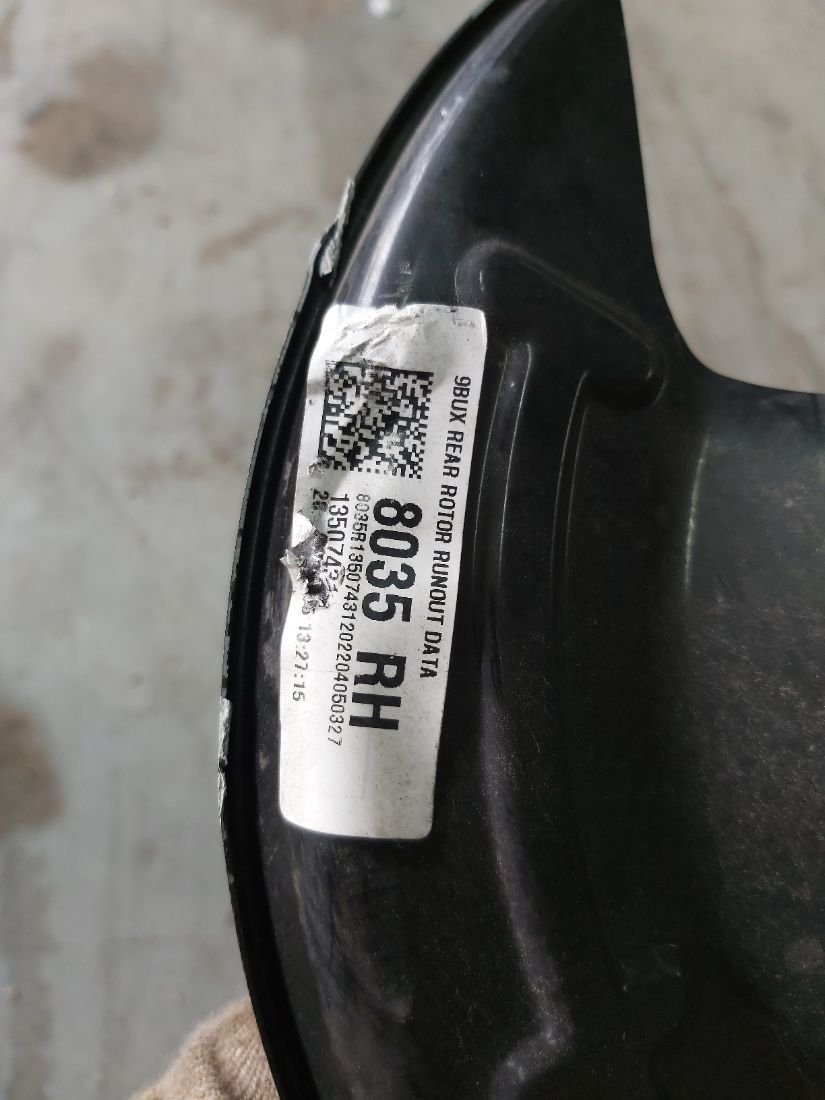 9BUX REAR ROTOR RUNOUT DATA
8035 RH
8035R13507431202204050327
13:27:15